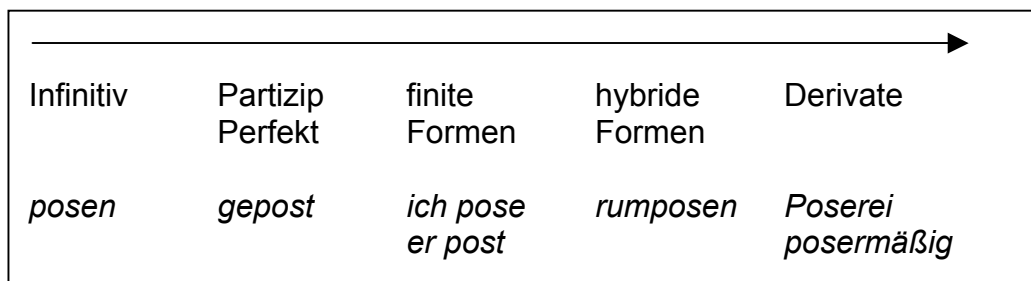 Infinitiv Partizip finite hybride Derivate
Perfekt Formen Formen
posen gepost ich pose rumposen Poserei
er post posermäßig